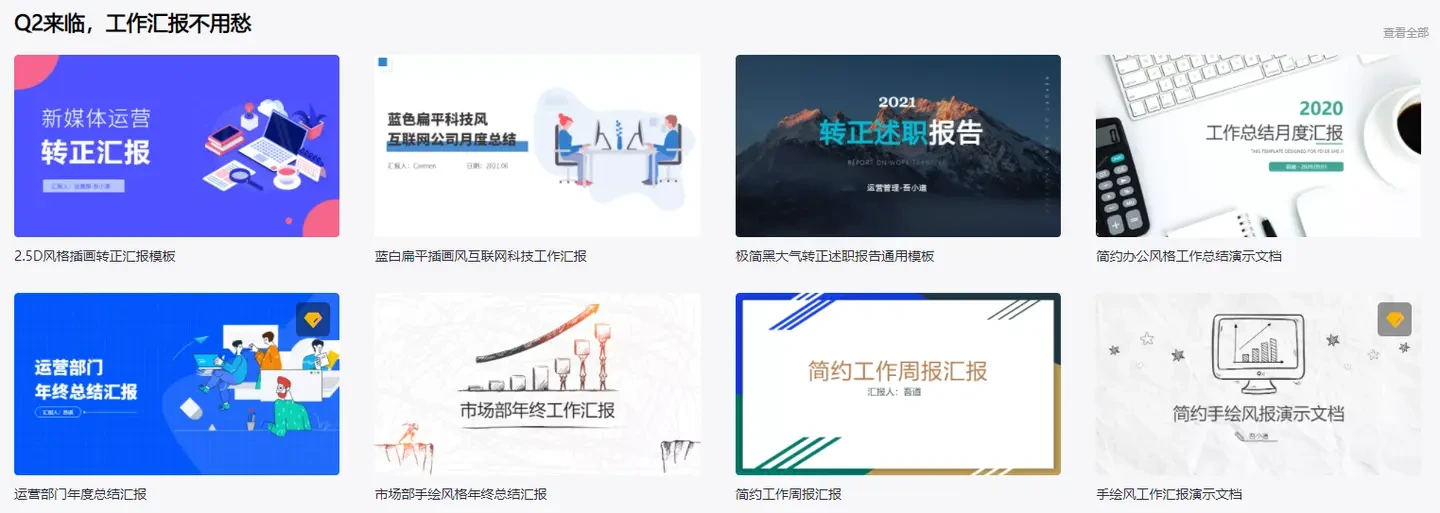 Q2来临，工作汇报不用愁
查看全部
新媒体运营
转正汇报
汇报人：运营部-吾小道
2.5D风格插画转正汇报模板
蓝色扁平科技风
互联网公司月度总结
汇报人：Carmen 日期：2021.06
蓝白扁平插画风互联网科技工作汇报
2021
转正述职报告
REPORT ON WORK TRANSFER
运营管理-吾小道
极简黑大气转正述职报告通用模板
2020
工作总结月度汇报
简约办公风格工作总结演示文档
运营部门
年终总结汇报
汇报人：吾道
运营部门年度总结汇报
市场部年终工作汇报
市场部手绘风格年终总结汇报
简约工作周报汇报
汇报人：吾道
简约工作周报汇报
简约手绘风报演示文档
吾小道
手绘风工作汇报演示文档